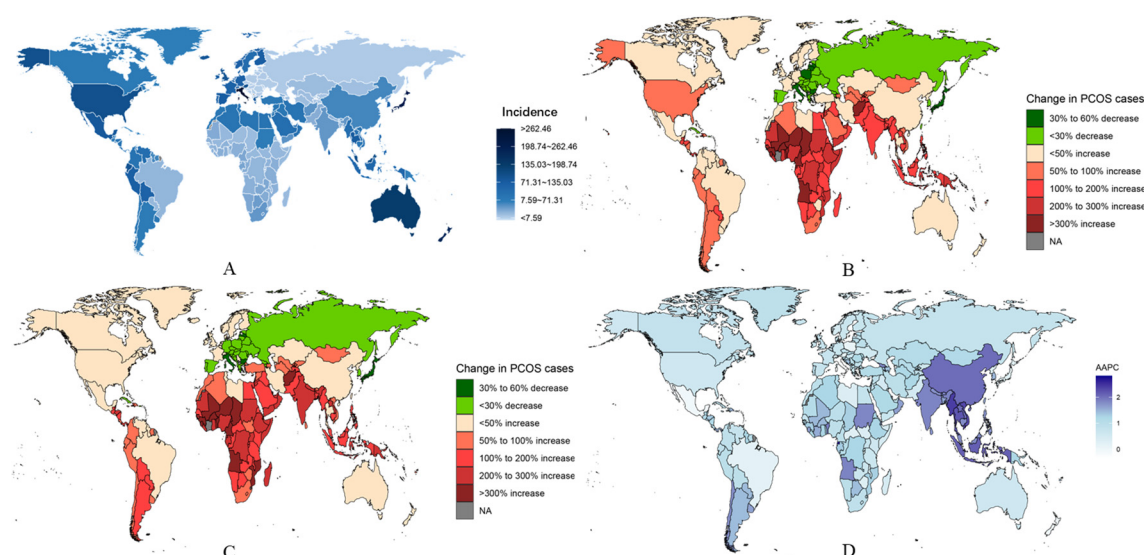 Incidence
>262.46
198.74~262.46
135.03~198.74
71.31~135.03
7.59~71.31
<7.59
A
Change in PCOS cases
30% to 60% decrease
<30% decrease
<50% increase
50% to 100% increase
100% to 200% increase
200% to 300% increase
>300% increase
NA
B
Change in PCOS cases
30% to 60% decrease
<30% decrease
<50% increase
50% to 100% increase
100% to 200% increase
200% to 300% increase
>300% increase
NA
C
AAPC
2
1
0
D